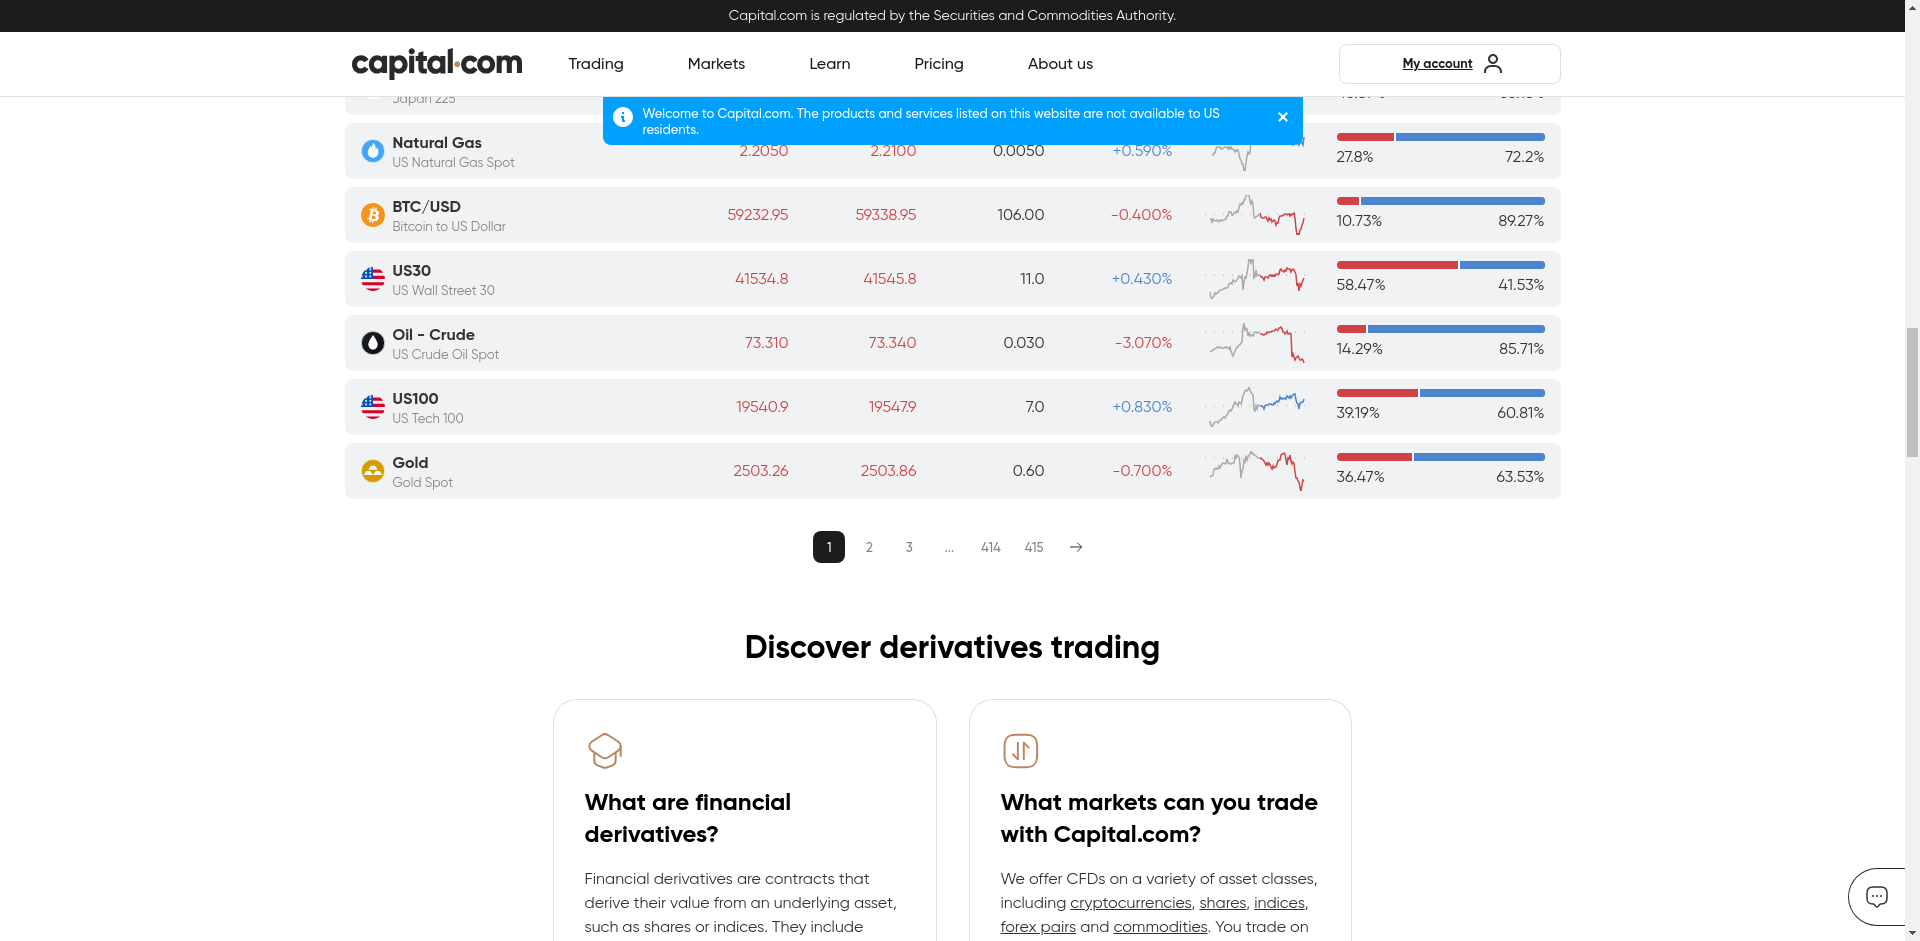 Capital.com is regulated by the Securities and Commodities Authority.
capital.com
Trading
Markets
Learn
Pricing
About us
My account
Japan 225
Welcome to Capital.com. The products and services listed on this website are not available to US
residents.
Natural Gas
US Natural Gas Spot
2.2050
2.2100
0.0050
+0.590%
27.8%
72.2%
BTC/USD
Bitcoin to US Dollar
59232.95
59338.95
106.00
-0.400%
10.73%
89.27%
US30
US Wall Street 30
41534.8
41545.8
11.0
+0.430%
58.47%
41.53%
Oil - Crude
US Crude Oil Spot
73.310
73.340
0.030
-3.070%
14.29%
85.71%
US100
US Tech 100
19540.9
19547.9
7.0
+0.830%
39.19%
60.81%
Gold
Gold Spot
2503.26
2503.86
0.60
-0.700%
36.47%
63.53%
1
2
3
...
414
415
Discover derivatives trading
What are financial
derivatives?
Financial derivatives are contracts that
derive their value from an underlying asset,
such as shares or indices. They include
What markets can you trade
with Capital.com?
We offer CFDs on a variety of asset classes,
including cryptocurrencies, shares, indices,
forex pairs and commodities. You trade on